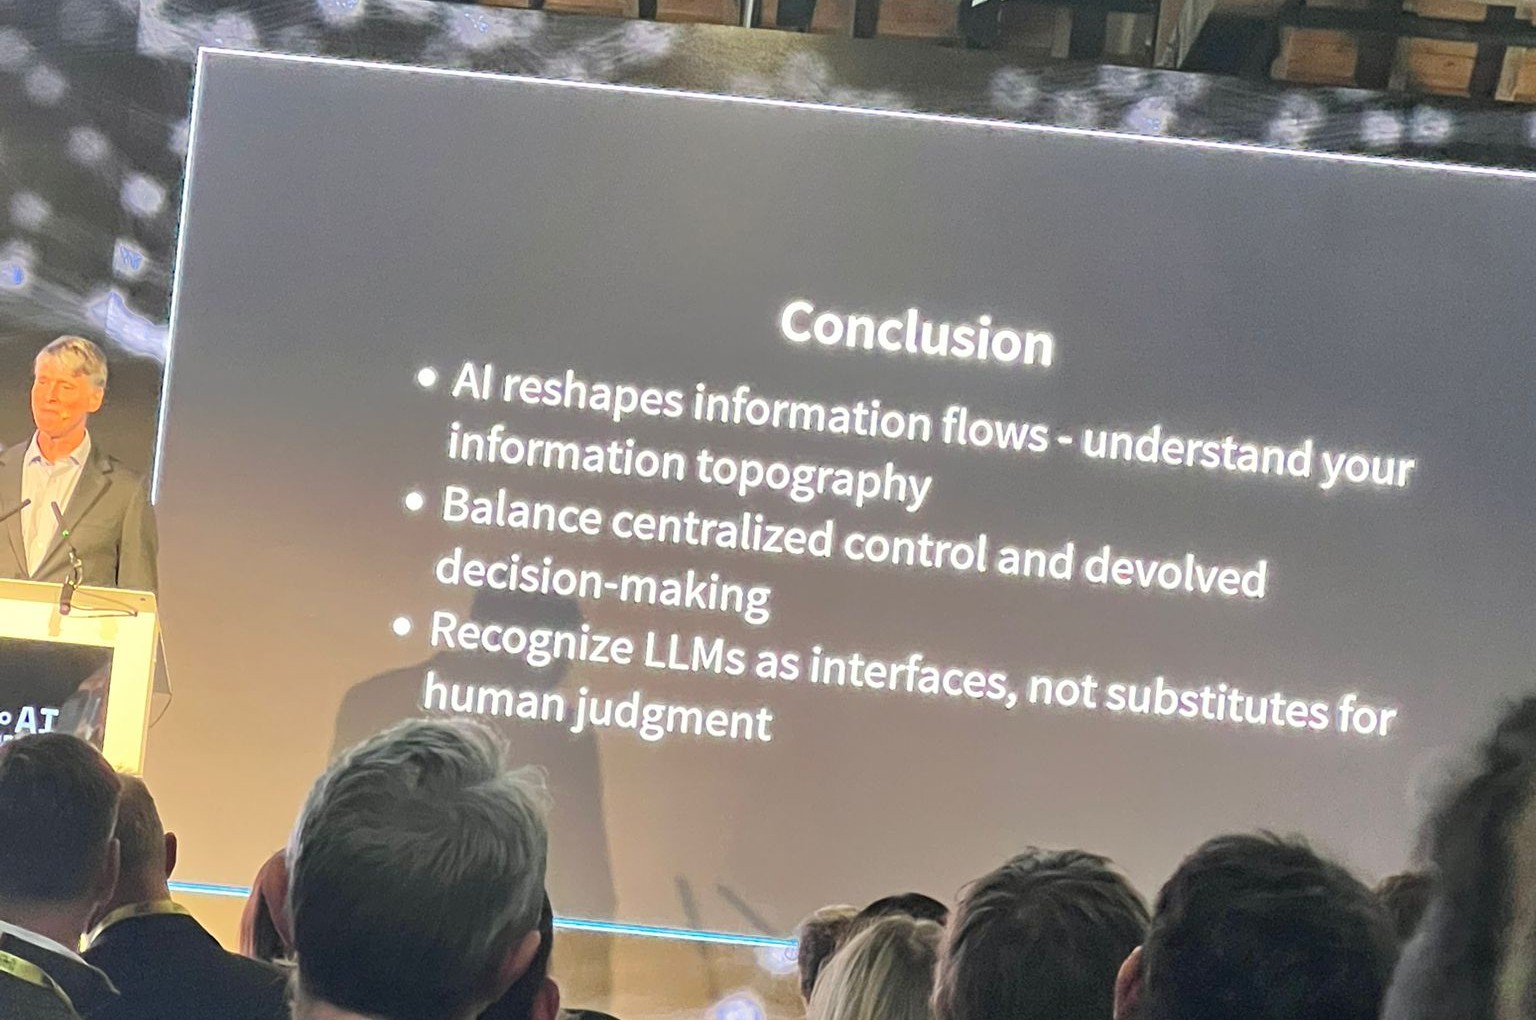 Conclusion
• AI reshapes information flows - understand your
information topography
• Balance centralized control and devolved
decision-making
• Recognize LLMs as interfaces, not substitutes for
human judgment
AI